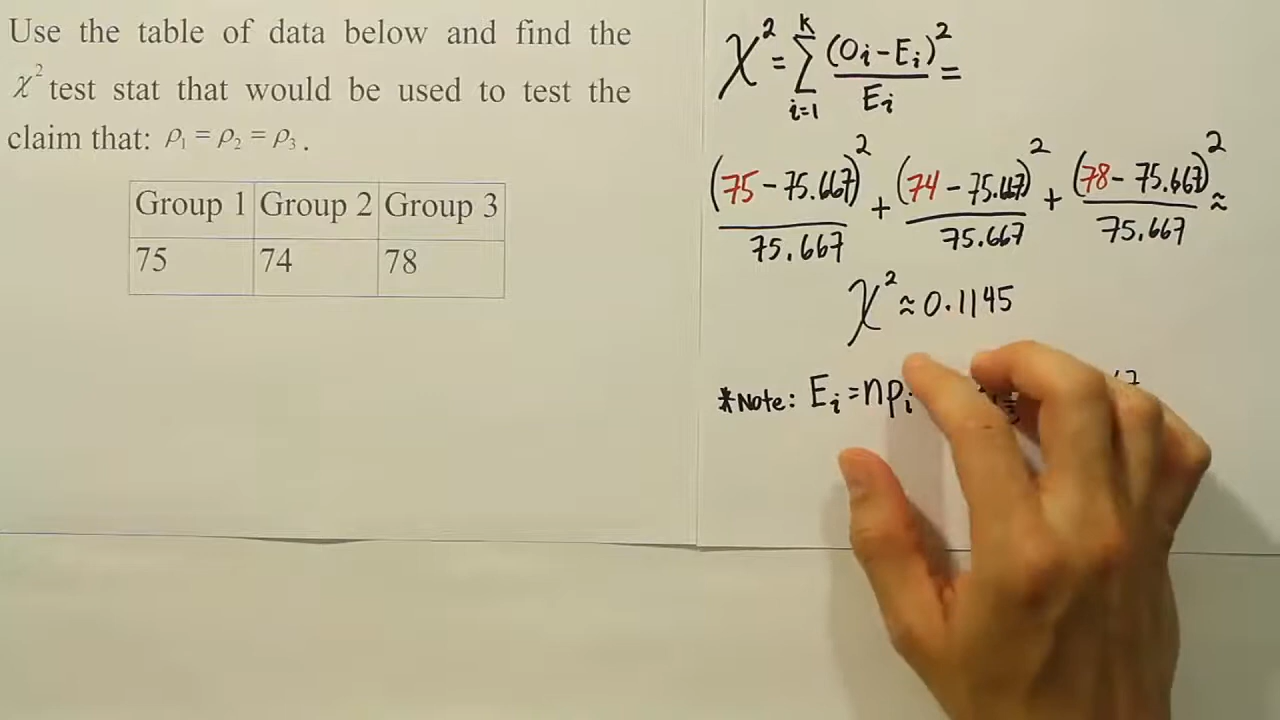 Use the table of data below and find the
χ² test stat that would be used to test the
claim that: ρ₁ = ρ₂ = ρ₃.
Group 1 Group 2 Group 3
75 74 78
χ² = Σ_{i=1}^{k} (Oᵢ-Eᵢ)²/Eᵢ =
(75-75.667)²/75.667 + (74-75.667)²/75.667 + (78-75.667)²/75.667 ≈
χ² ≈ 0.1145
*Note: Eᵢ = npᵢ